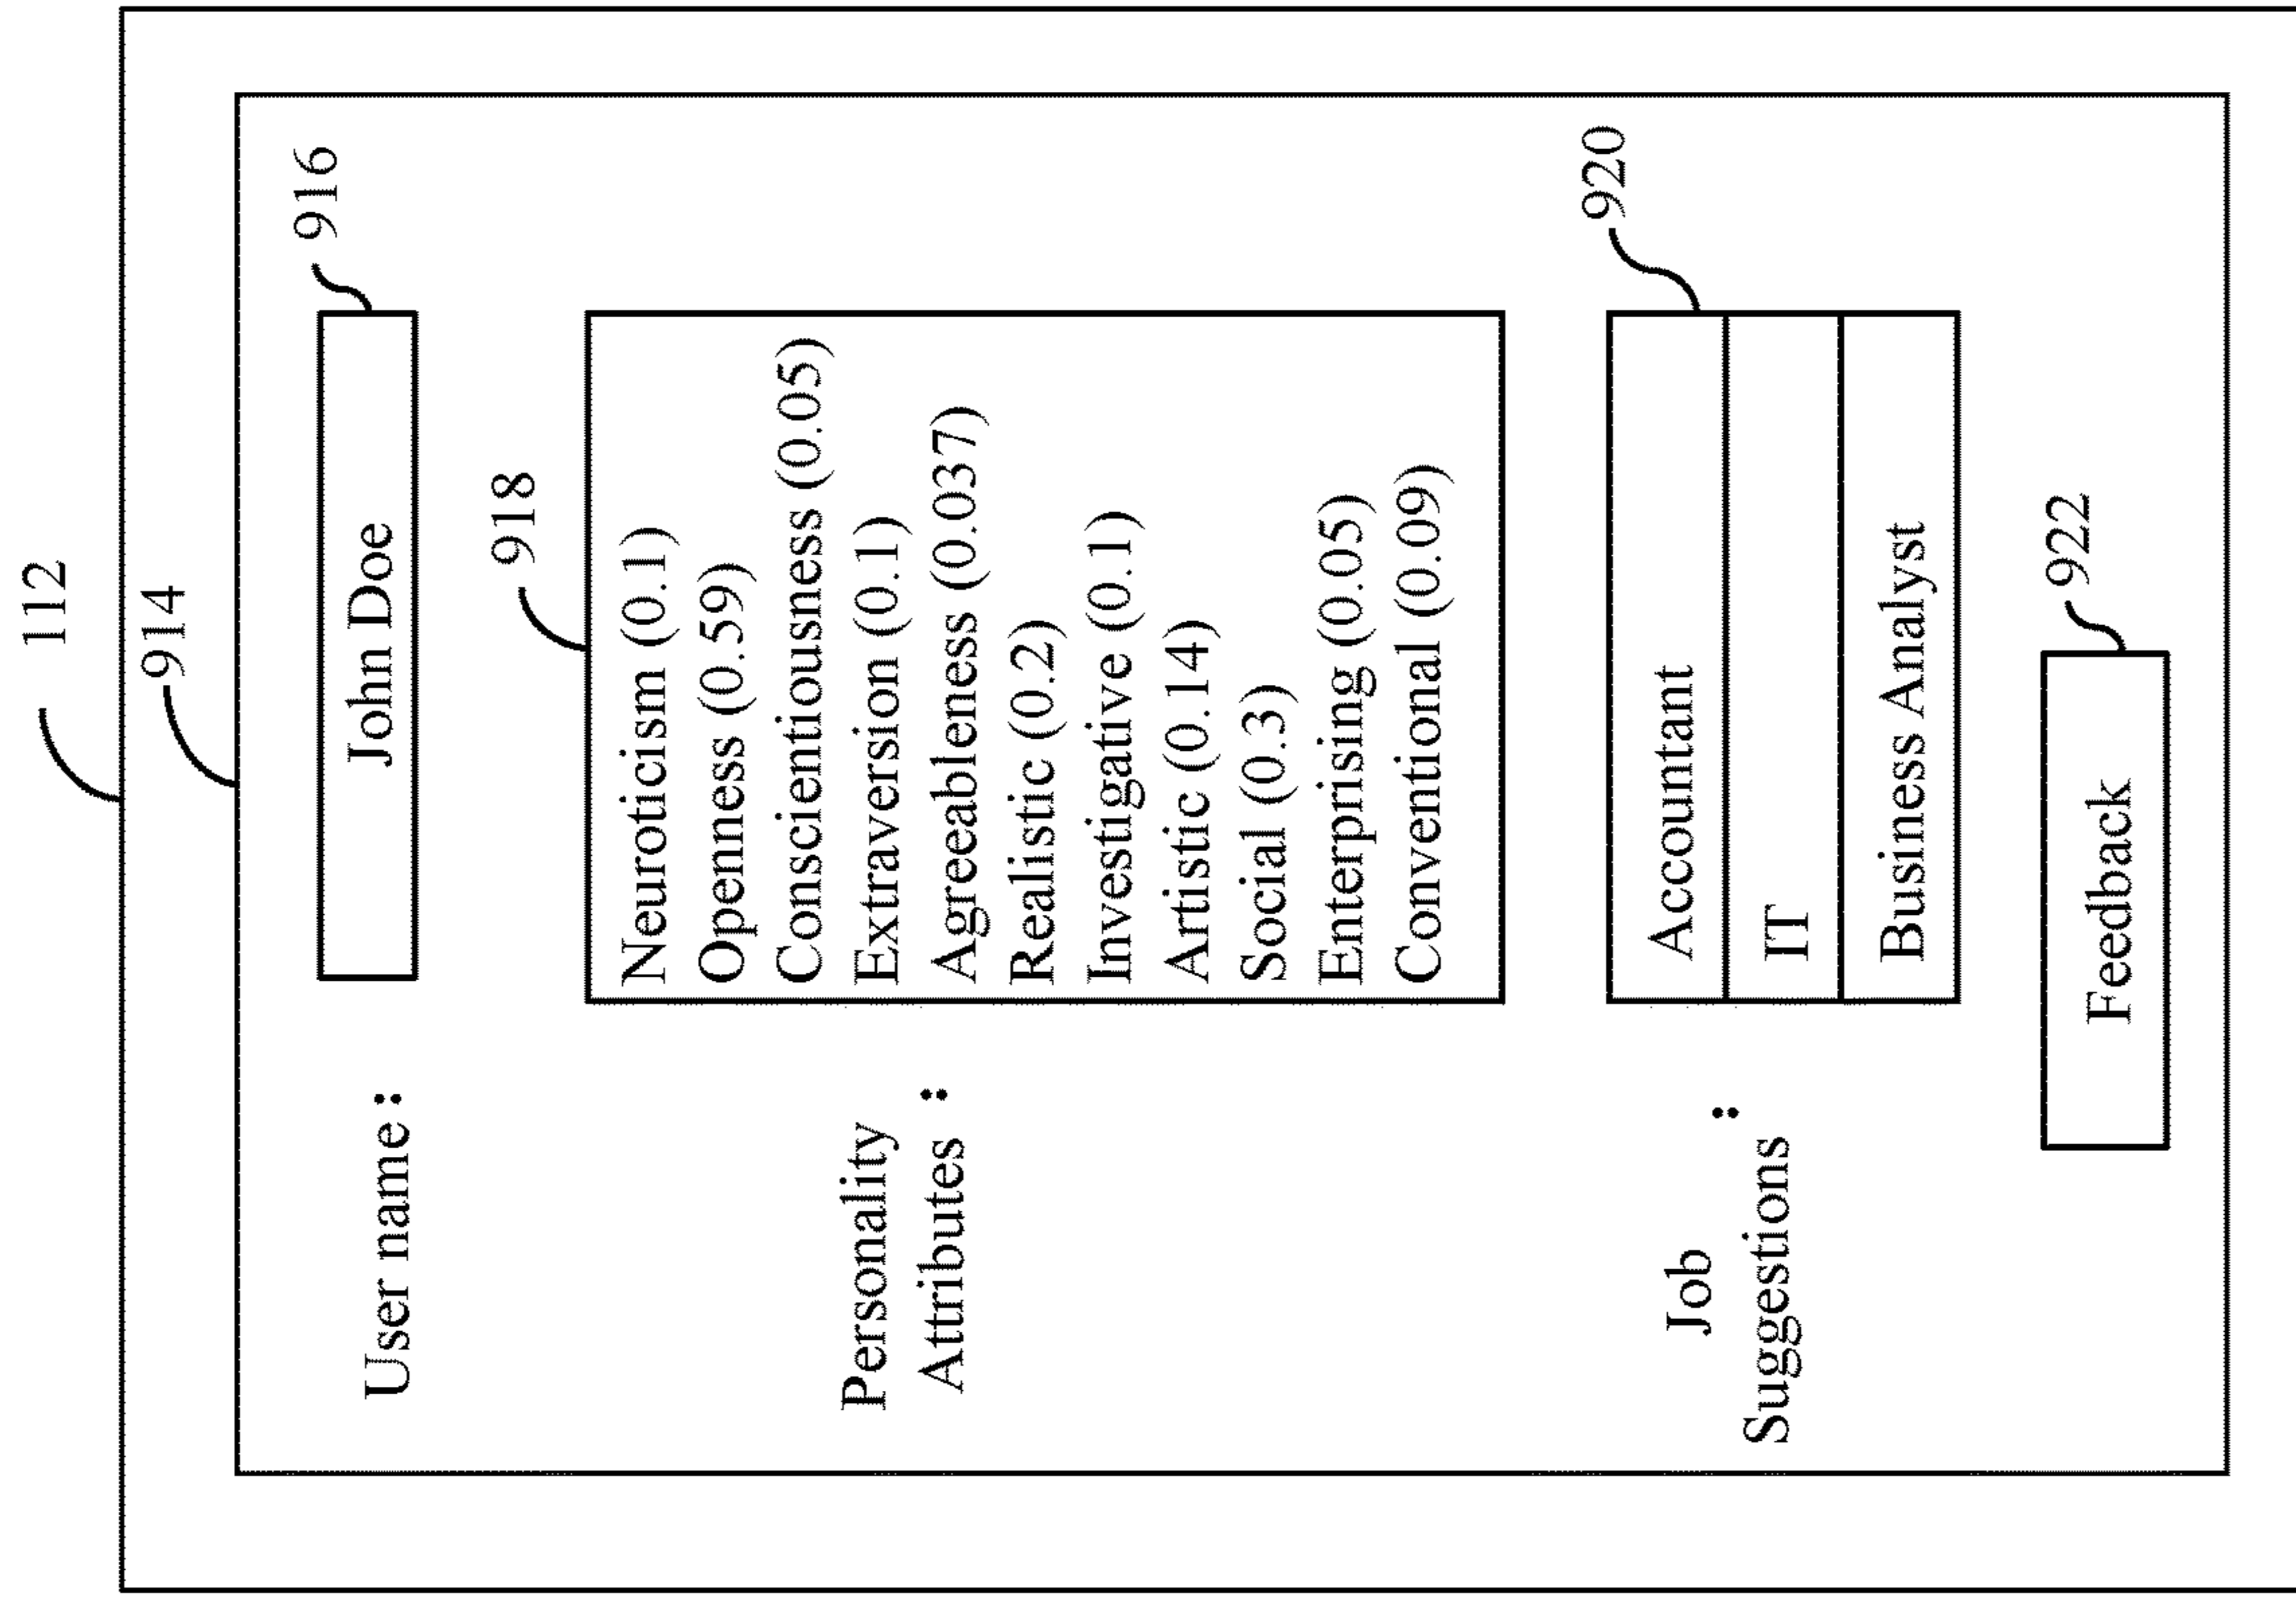 112
914
916
User name :
John Doe
918
Personality
Attributes :
Neuroticism (0.1)
Openness (0.59)
Conscientiousness (0.05)
Extraversion (0.1)
Agreeableness (0.037)
Realistic (0.2)
Investigative (0.1)
Artistic (0.14)
Social (0.3)
Enterprising (0.05)
Conventional (0.09)
920
Job
Suggestions :
Accountant
IT
Business Analyst
922
Feedback